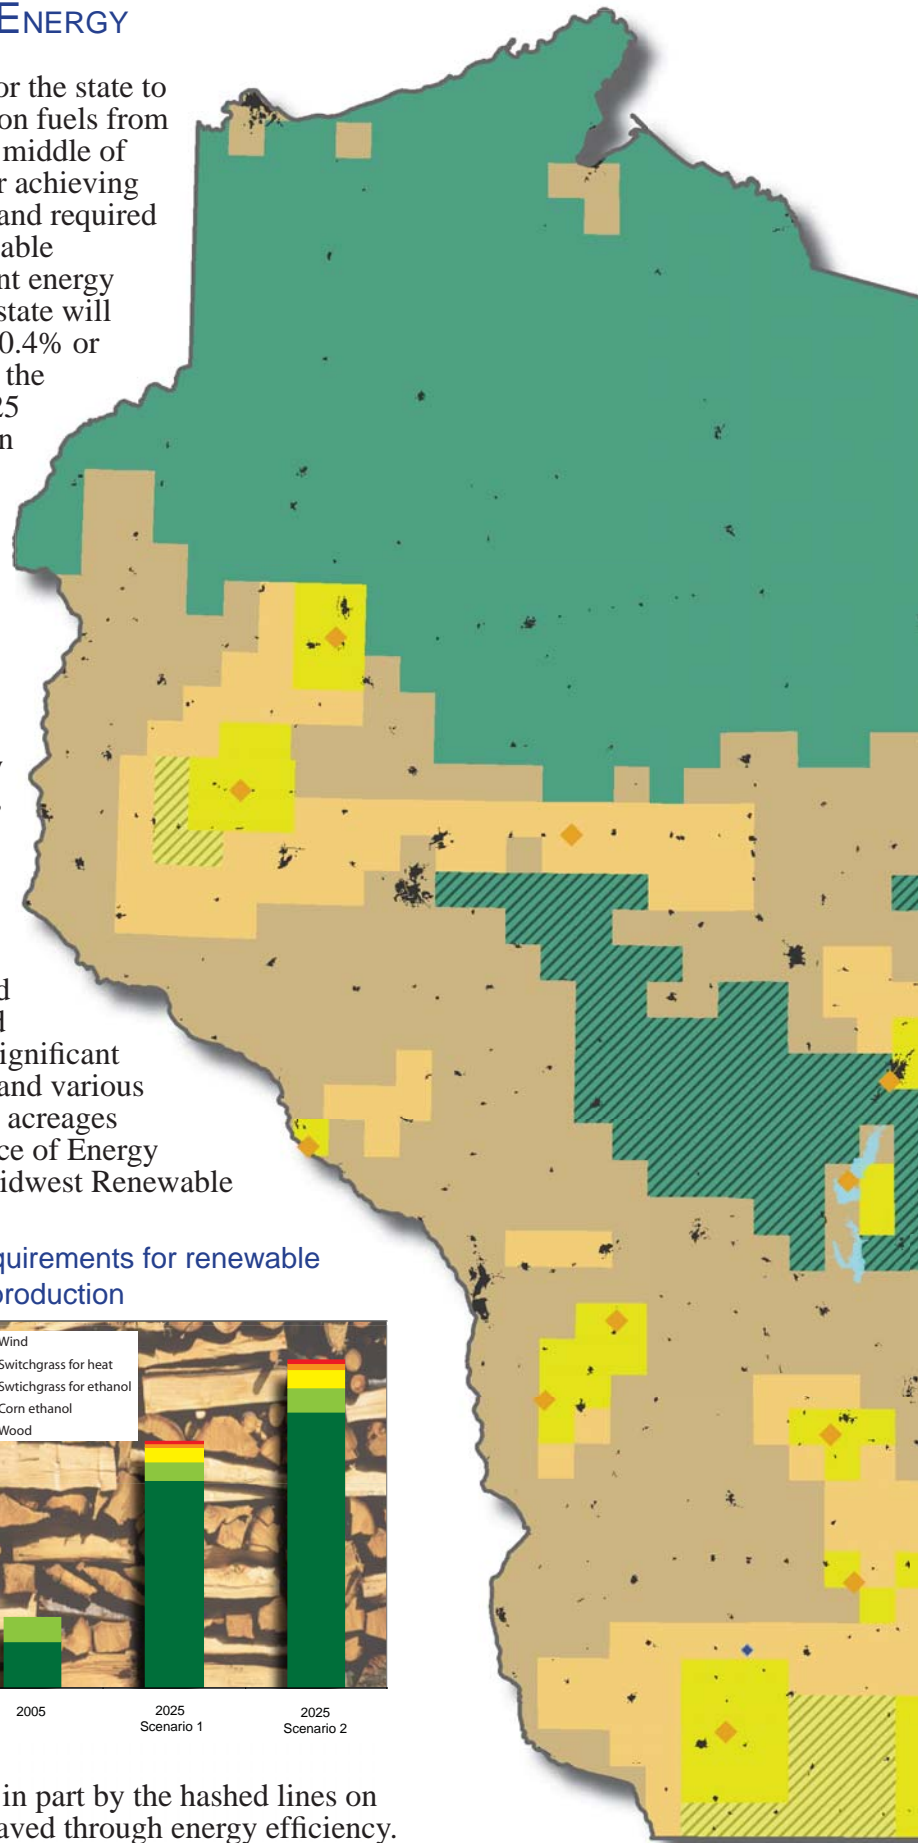 ENERGY
or the state to
on fuels from
middle of
r achieving
and required
able
nt energy
state will
0.4% or
the
25
n
y
d
d
ignificant
and various
acreages
ce of Energy
idwest Renewable
quirements for renewable
production
Wind
Switchgrass for heat
Swtichgrass for ethanol
Corn ethanol
Wood
2005
2025
Scenario 1
2025
Scenario 2
in part by the hashed lines on
aved through energy efficiency.